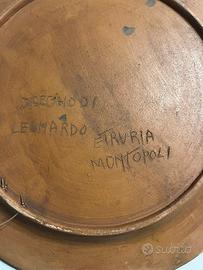 DISEGNO DI
LEONARDO
ETRURIA
MONTOPOLI
subito